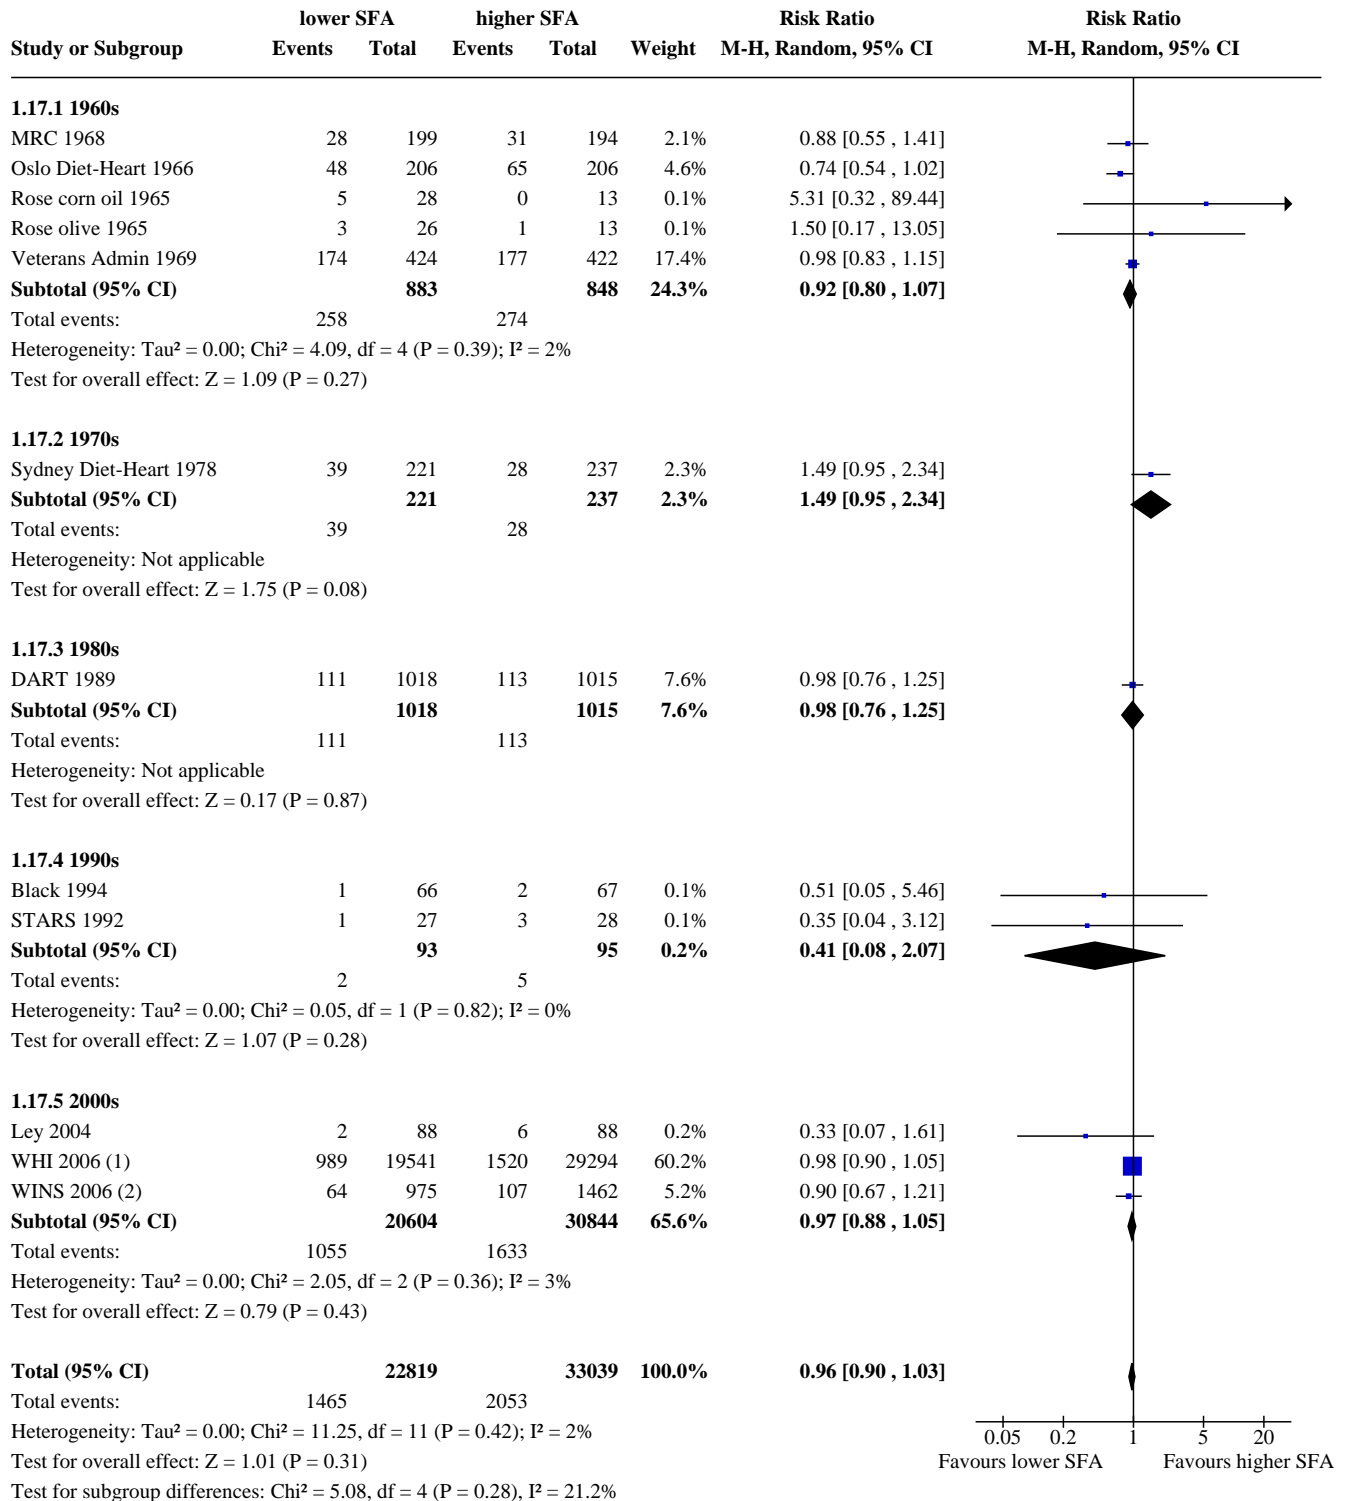 lower SFA higher SFA Risk Ratio Risk Ratio
Study or Subgroup Events Total Events Total Weight M-H, Random, 95% CI M-H, Random, 95% CI
1.17.1 1960s
MRC 1968 28 199 31 194 2.1% 0.88 [0.55 , 1.41]
Oslo Diet-Heart 1966 48 206 65 206 4.6% 0.74 [0.54 , 1.02]
Rose corn oil 1965 5 28 0 13 0.1% 5.31 [0.32 , 89.44]
Rose olive 1965 3 26 1 13 0.1% 1.50 [0.17 , 13.05]
Veterans Admin 1969 174 424 177 422 17.4% 0.98 [0.83 , 1.15]
Subtotal (95% CI) 883 848 24.3% 0.92 [0.80 , 1.07]
Total events: 258 274
Heterogeneity: Tau² = 0.00; Chi² = 4.09, df = 4 (P = 0.39); I² = 2%
Test for overall effect: Z = 1.09 (P = 0.27)
1.17.2 1970s
Sydney Diet-Heart 1978 39 221 28 237 2.3% 1.49 [0.95 , 2.34]
Subtotal (95% CI) 221 237 2.3% 1.49 [0.95 , 2.34]
Total events: 39 28
Heterogeneity: Not applicable
Test for overall effect: Z = 1.75 (P = 0.08)
1.17.3 1980s
DART 1989 111 1018 113 1015 7.6% 0.98 [0.76 , 1.25]
Subtotal (95% CI) 1018 1015 7.6% 0.98 [0.76 , 1.25]
Total events: 111 113
Heterogeneity: Not applicable
Test for overall effect: Z = 0.17 (P = 0.87)
1.17.4 1990s
Black 1994 1 66 2 67 0.1% 0.51 [0.05 , 5.46]
STARS 1992 1 27 3 28 0.1% 0.35 [0.04 , 3.12]
Subtotal (95% CI) 93 95 0.2% 0.41 [0.08 , 2.07]
Total events: 2 5
Heterogeneity: Tau² = 0.00; Chi² = 0.05, df = 1 (P = 0.82); I² = 0%
Test for overall effect: Z = 1.07 (P = 0.28)
1.17.5 2000s
Ley 2004 2 88 6 88 0.2% 0.33 [0.07 , 1.61]
WHI 2006 (1) 989 19541 1520 29294 60.2% 0.98 [0.90 , 1.05]
WINS 2006 (2) 64 975 107 1462 5.2% 0.90 [0.67 , 1.21]
Subtotal (95% CI) 20604 30844 65.6% 0.97 [0.88 , 1.05]
Total events: 1055 1633
Heterogeneity: Tau² = 0.00; Chi² = 2.05, df = 2 (P = 0.36); I² = 3%
Test for overall effect: Z = 0.79 (P = 0.43)
Total (95% CI) 22819 33039 100.0% 0.96 [0.90 , 1.03]
Total events: 1465 2053
Heterogeneity: Tau² = 0.00; Chi² = 11.25, df = 11 (P = 0.42); I² = 2%
0.05 0.2 1 5 20
Test for overall effect: Z = 1.01 (P = 0.31) Favours lower SFA Favours higher SFA
Test for subgroup differences: Chi² = 5.08, df = 4 (P = 0.28), I² = 21.2%